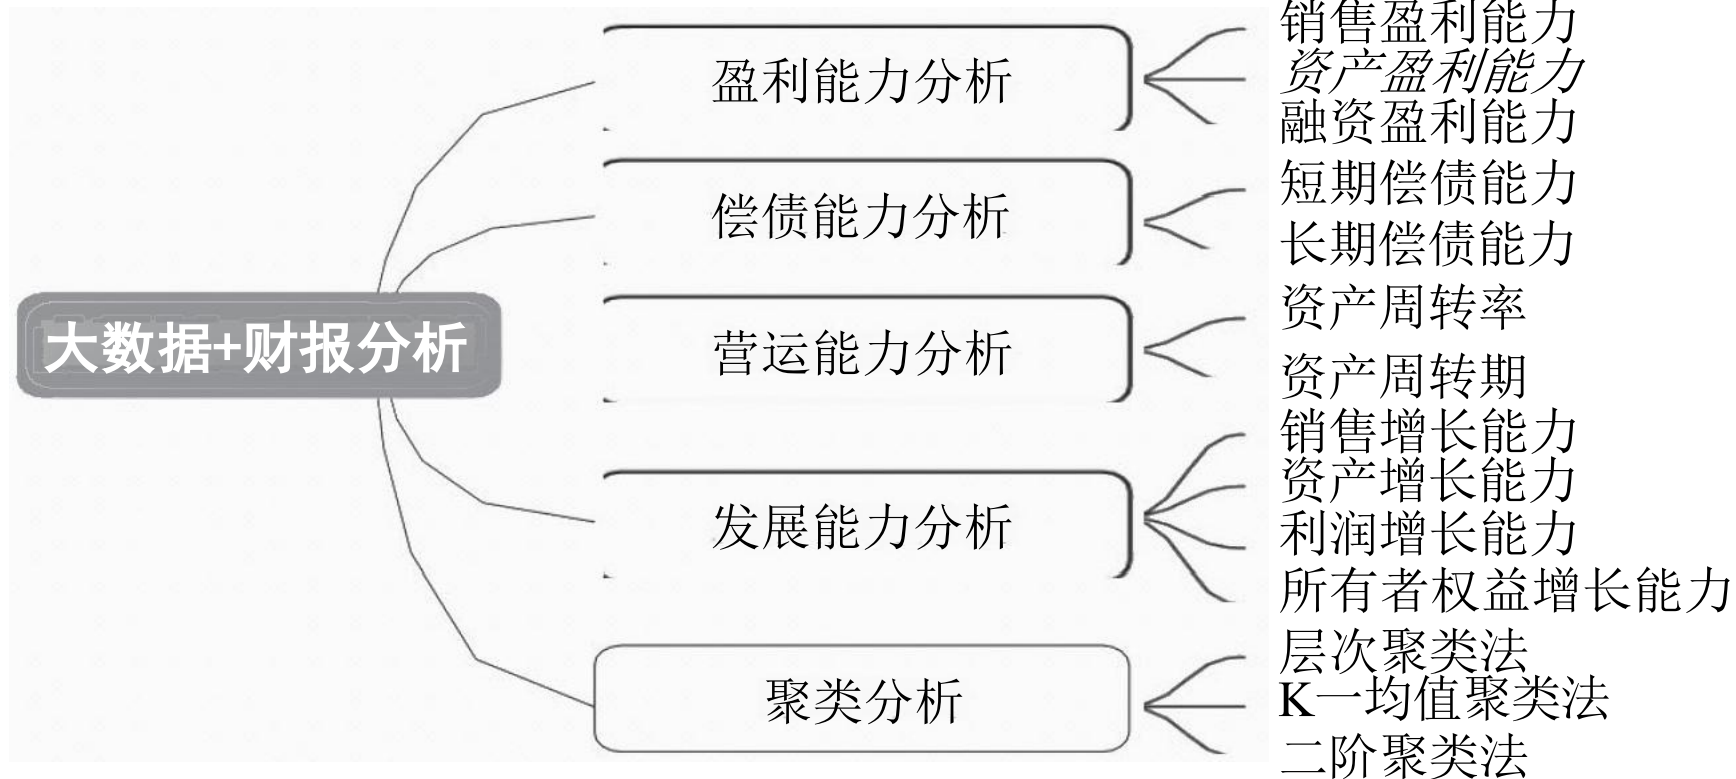 大数据+财报分析
盈利能力分析
销售盈利能力
资产盈利能力
融资盈利能力
偿债能力分析
短期偿债能力
长期偿债能力
营运能力分析
资产周转率
资产周转期
发展能力分析
销售增长能力
资产增长能力
利润增长能力
所有者权益增长能力
聚类分析
层次聚类法
K一均值聚类法
二阶聚类法